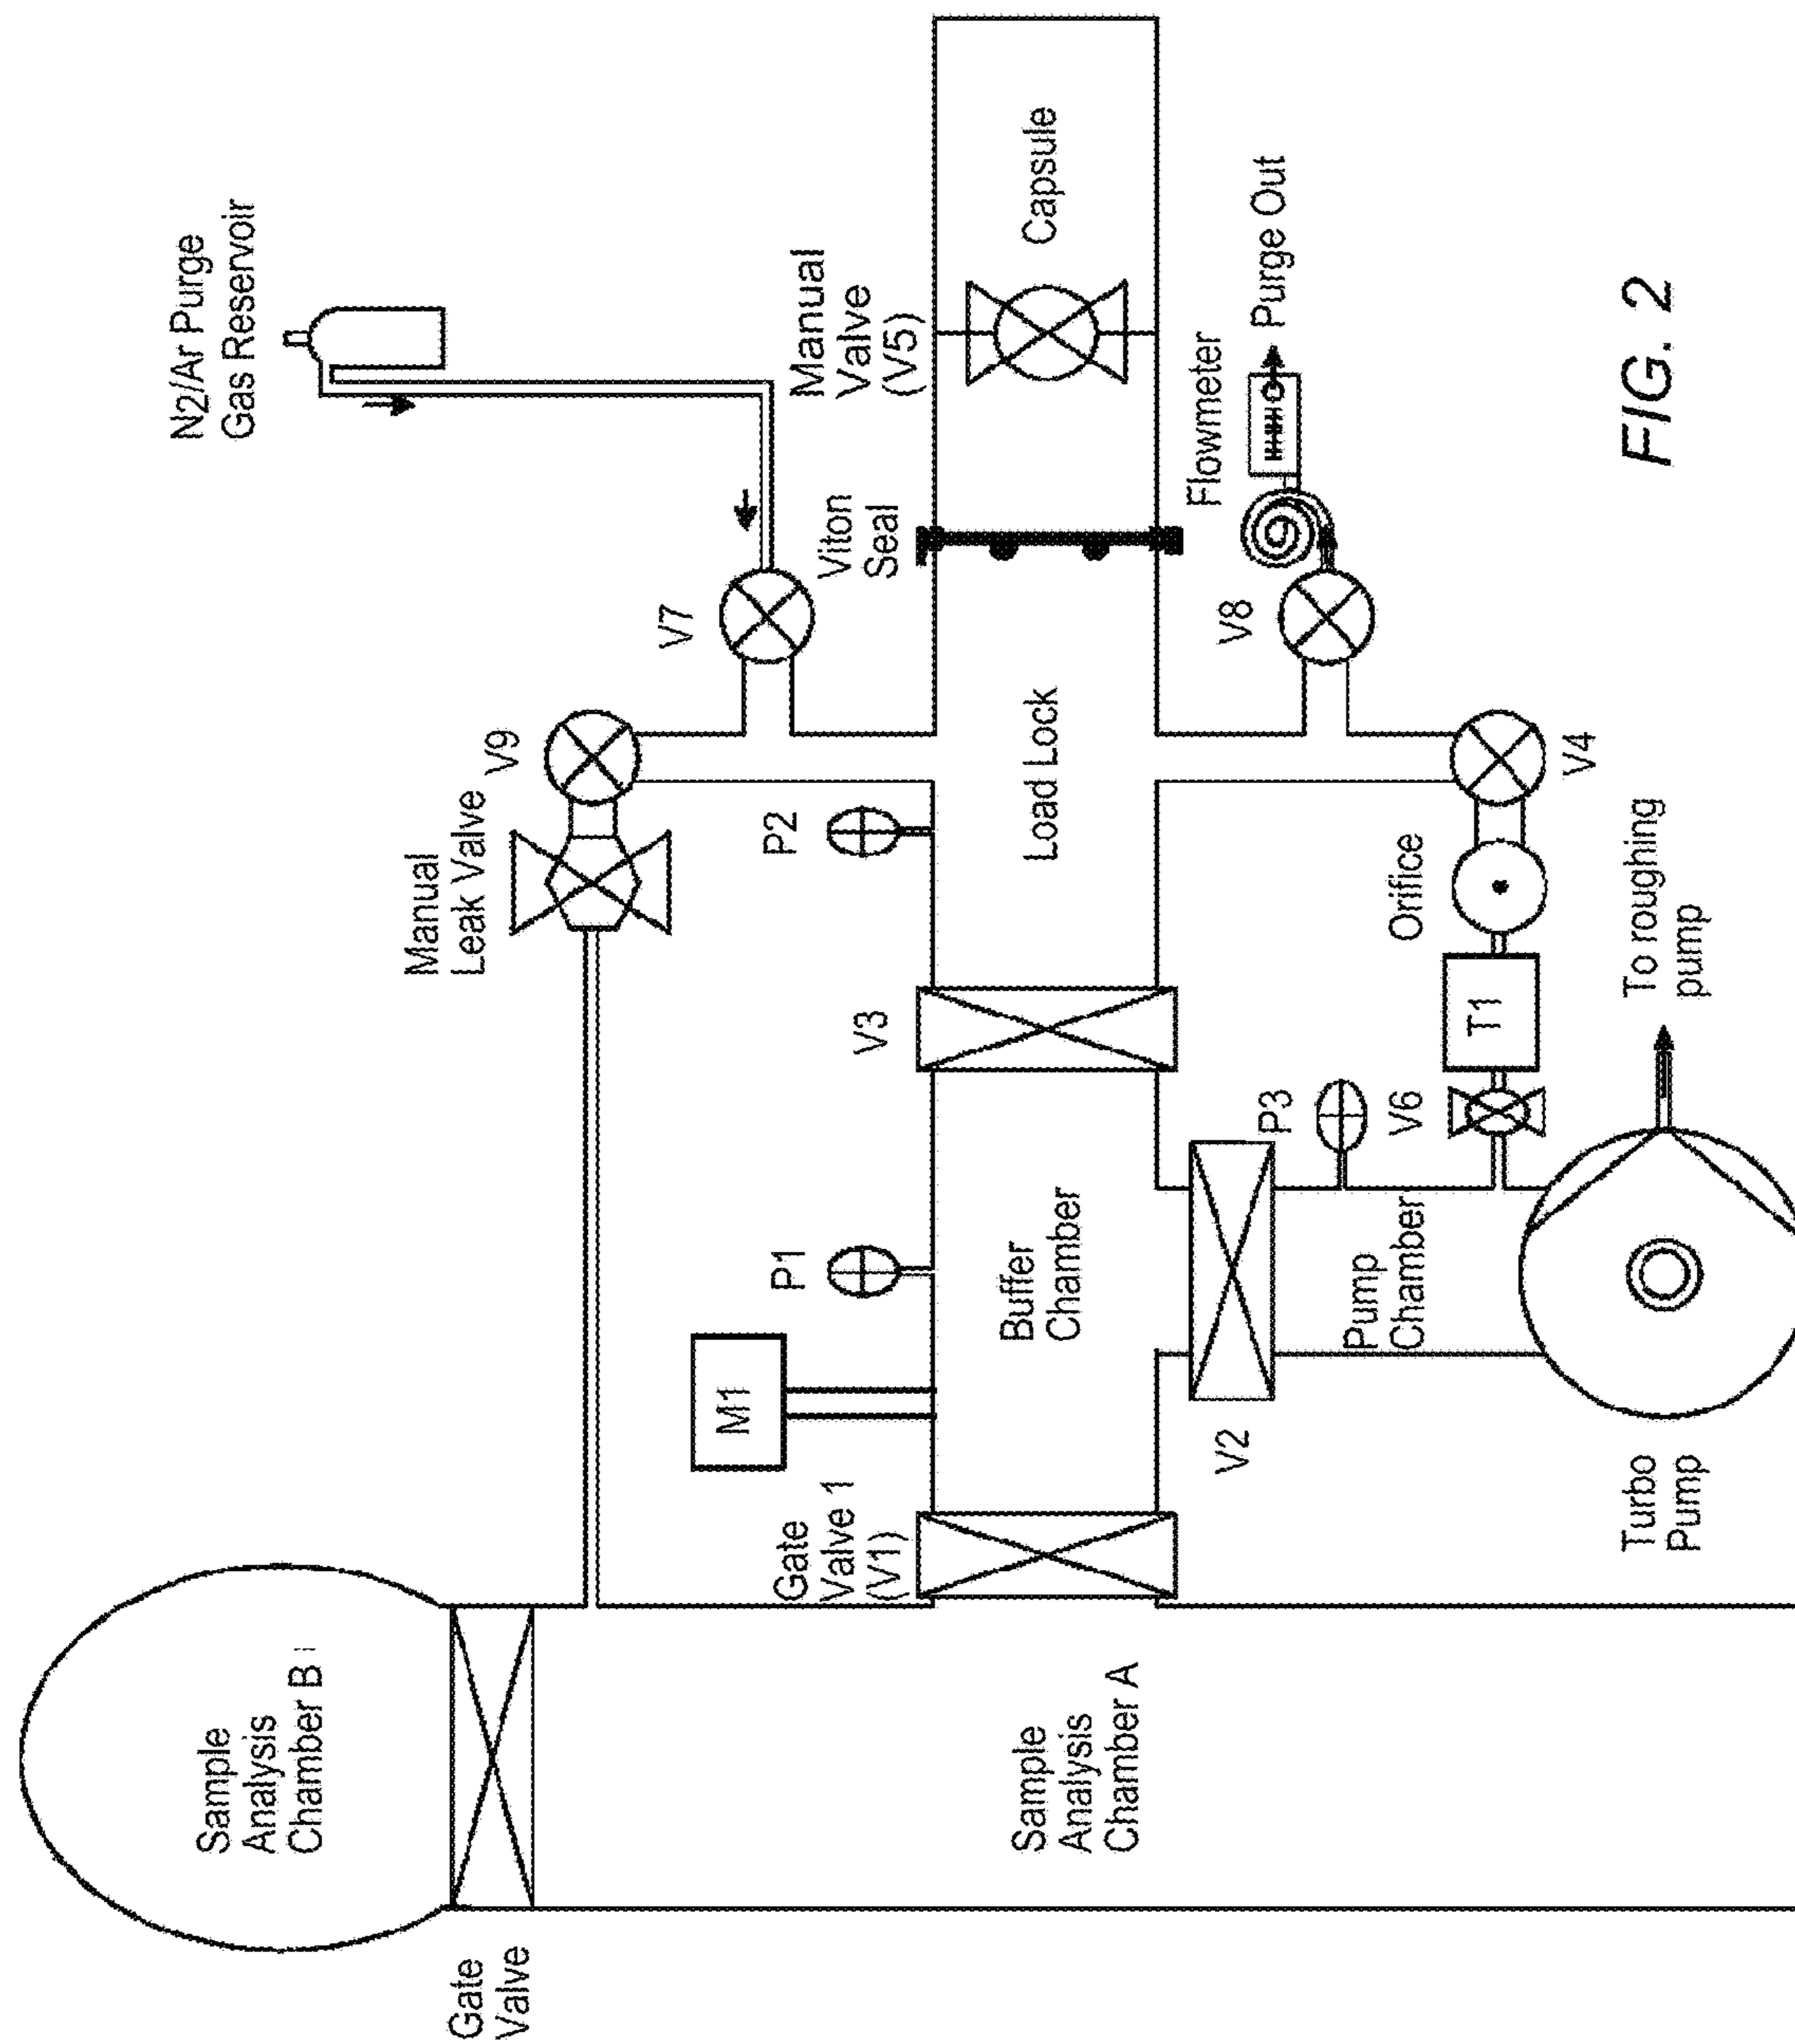 N2/Ar Purge
Gas Reservoir
Manual
Leak Valve
V9
V7
Viton
Seal
Manual
Valve
(V5)
Capsule
P2
Load Lock
V3
P1
M1
Buffer
Chamber
Gate
Valve 1
(V1)
V2
Pump
Chamber
P3
V6
T1
Orifice
V4
V8
Flowmeter
Purge Out
To roughing
pump
Turbo
Pump
Sample
Analysis
Chamber B
Gate
Valve
Sample
Analysis
Chamber A
FIG. 2